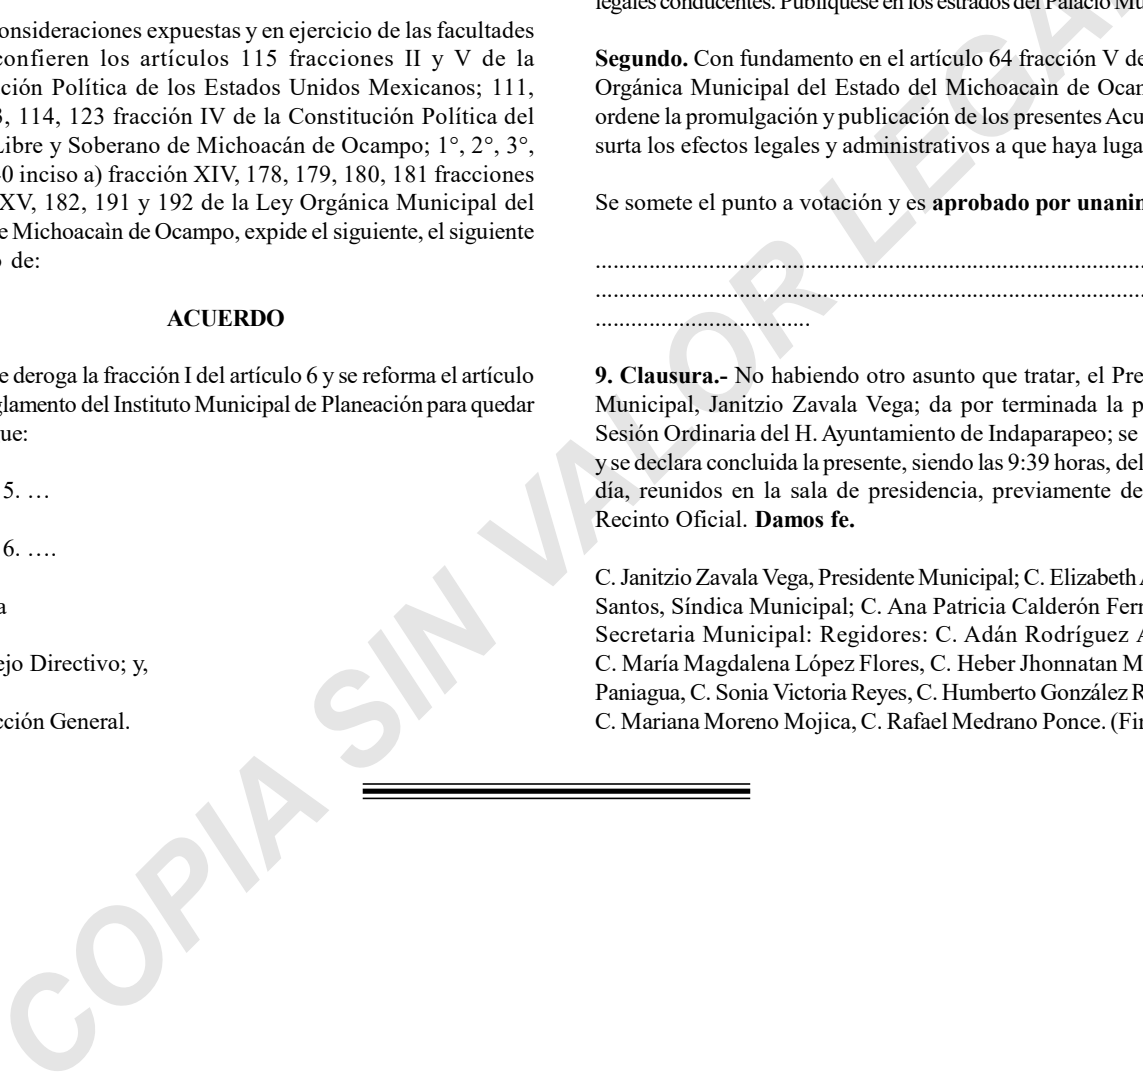 onsideraciones expuestas y en ejercicio de las facultades
confieren los artículos 115 fracciones II y V de la
ción Política de los Estados Unidos Mexicanos; 111,
3, 114, 123 fracción IV de la Constitución Política del
Libre y Soberano de Michoacán de Ocampo; 1°, 2°, 3°,
0 inciso a) fracción XIV, 178, 179, 180, 181 fracciones
XV, 182, 191 y 192 de la Ley Orgánica Municipal del
e Michoacaìn de Ocampo, expide el siguiente, el siguiente
o de:
ACUERDO
e deroga la fracción I del artículo 6 y se reforma el artículo
glamento del Instituto Municipal de Planeación para quedar
ue:
5. …
6. ….
a
ejo Directivo; y,
cción General.
legales conducentes. Publíquese en los estrados del Palacio Mu
Segundo. Con fundamento en el artículo 64 fracción V de
Orgánica Municipal del Estado del Michoacaìn de Ocam
ordene la promulgación y publicación de los presentes Acu
surta los efectos legales y administrativos a que haya luga
Se somete el punto a votación y es aprobado por unanim
............................................................................................
............................................................................................
....................................
9. Clausura.- No habiendo otro asunto que tratar, el Pre
Municipal, Janitzio Zavala Vega; da por terminada la p
Sesión Ordinaria del H. Ayuntamiento de Indaparapeo; se
y se declara concluida la presente, siendo las 9:39 horas, del
día, reunidos en la sala de presidencia, previamente de
Recinto Oficial. Damos fe.
C. Janitzio Zavala Vega, Presidente Municipal; C. Elizabeth A
Santos, Síndica Municipal; C. Ana Patricia Calderón Fern
Secretaria Municipal: Regidores: C. Adán Rodríguez A
C. María Magdalena López Flores, C. Heber Jhonnatan M
Paniagua, C. Sonia Victoria Reyes, C. Humberto González R
C. Mariana Moreno Mojica, C. Rafael Medrano Ponce. (Fir
COPIA SIN VALOR LEGAL